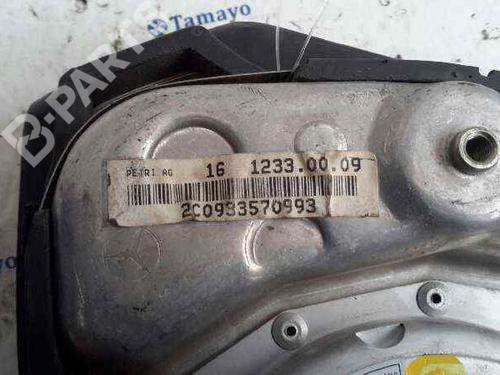 Tamayo
B-PARTS
PETRI AG 16 1233.00.09
2C0933570993